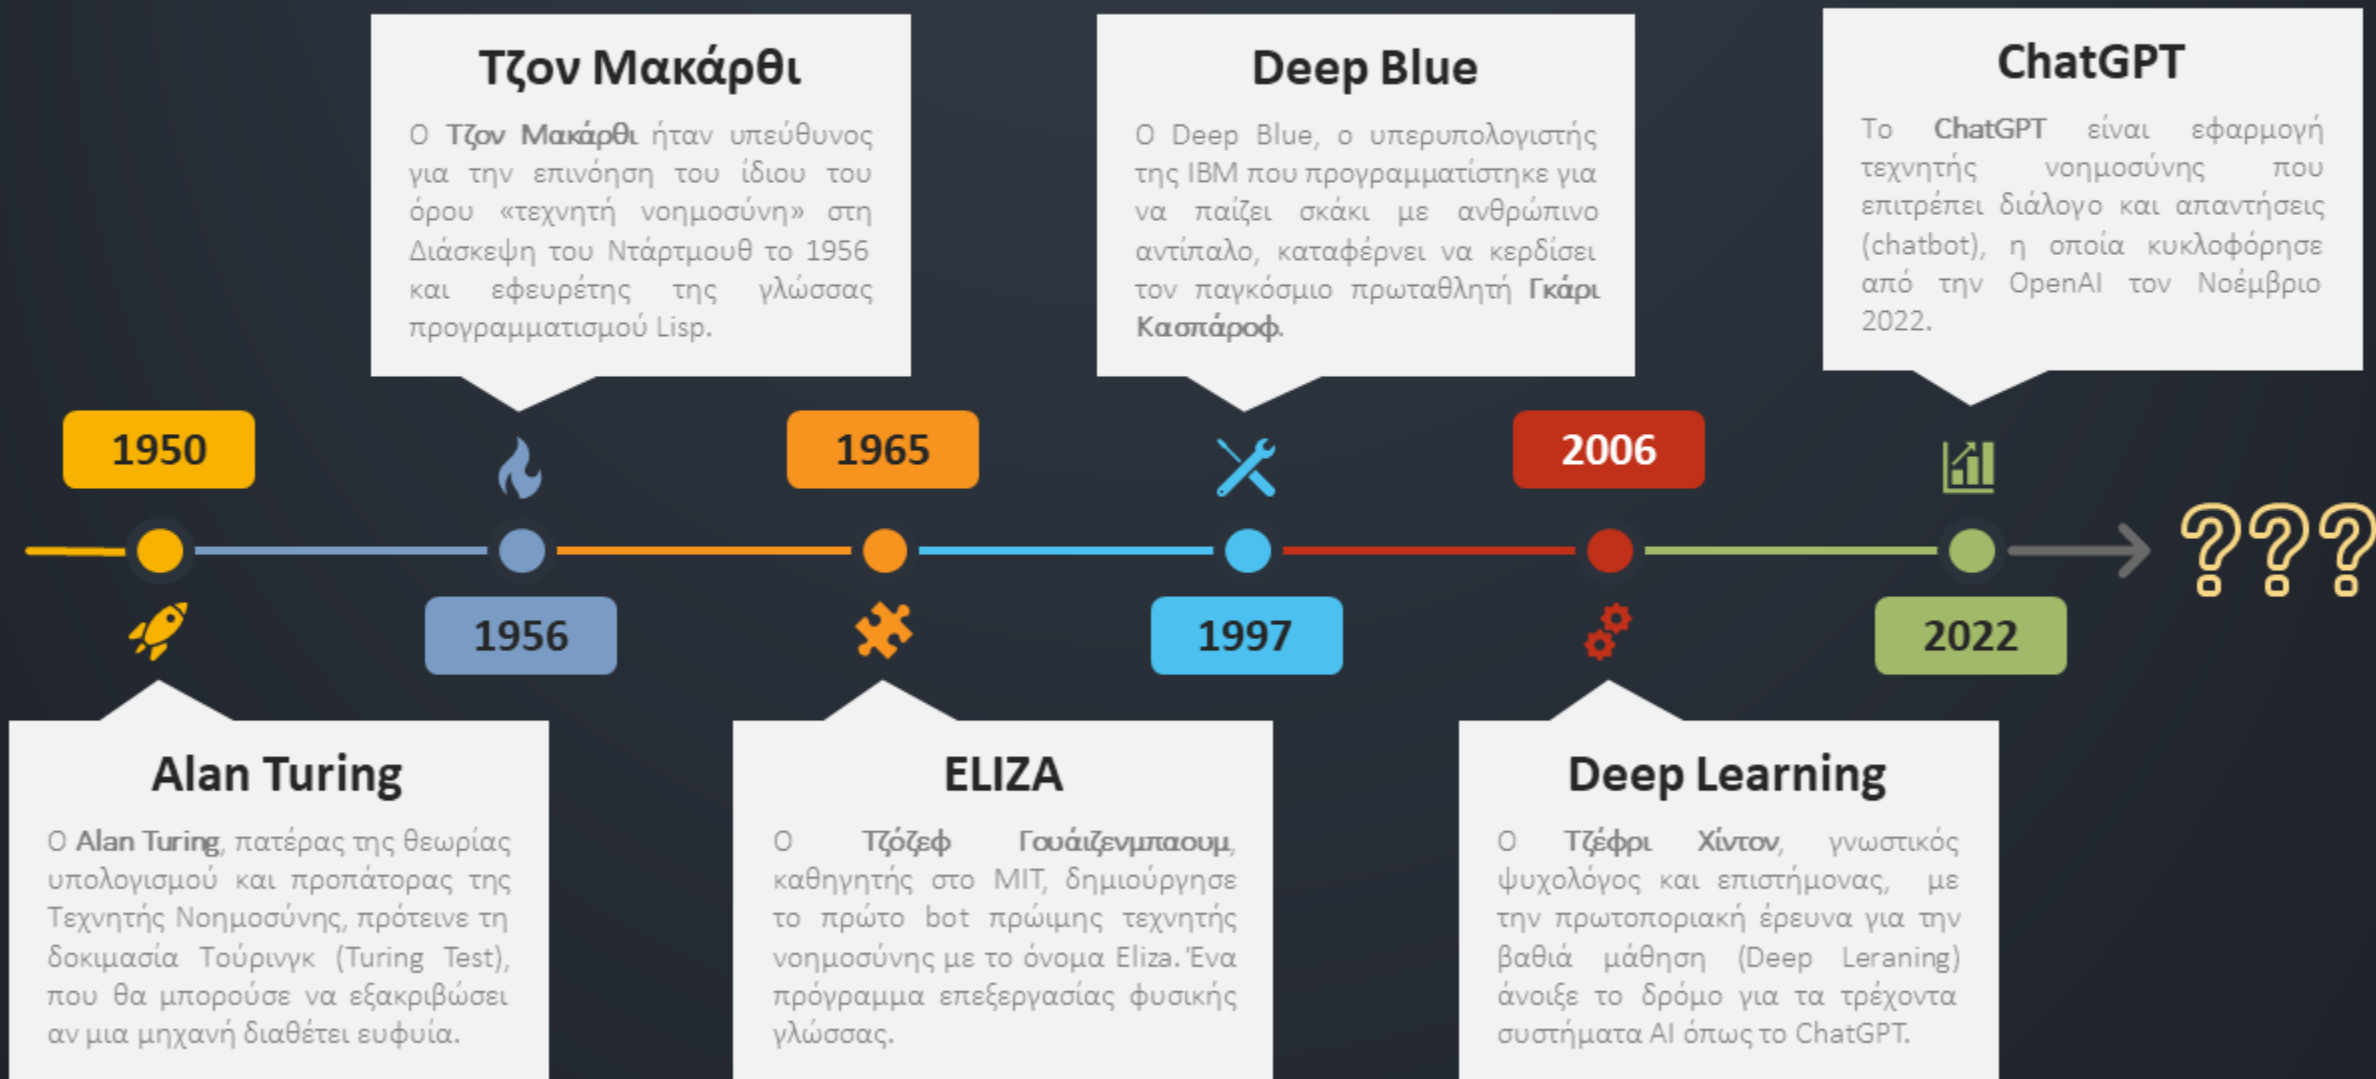 Τζον Μακάρθι
Ο Τζον Μακάρθι ήταν υπεύθυνος
για την επινόηση του ίδιου του
όρου «τεχνητή νοημοσύνη» στη
Διάσκεψη του Ντάρτμουθ το 1956
και εφευρέτης της γλώσσας
προγραμματισμού Lisp.
Deep Blue
Ο Deep Blue, ο υπερυπολογιστής
της IBM που προγραμματίστηκε για
να παίζει σκάκι με ανθρώπινο
αντίπαλο, καταφέρνει να κερδίσει
τον παγκόσμιο πρωταθλητή Γκάρι
Κασπάροφ.
ChatGPT
Το ChatGPT είναι εφαρμογή
τεχνητής νοημοσύνης που
επιτρέπει διάλογο και απαντήσεις
(chatbot), η οποία κυκλοφόρησε
από την OpenAI τον Νοέμβριο
2022.
1950
1965
2006
???
1956
1997
2022
Alan Turing
Ο Alan Turing, πατέρας της θεωρίας
υπολογισμού και προπάτορας της
Τεχνητής Νοημοσύνης, πρότεινε τη
δοκιμασία Τούρινγκ (Turing Test),
που θα μπορούσε να εξακριβώσει
αν μια μηχανή διαθέτει ευφυία.
ELIZA
Ο Τζόζεφ Γουάιζενμπαουμ,
καθηγητής στο MIT, δημιούργησε
το πρώτο bot πρώιμης τεχνητής
νοημοσύνης με το όνομα Eliza. Ένα
πρόγραμμα επεξεργασίας φυσικής
γλώσσας.
Deep Learning
Ο Τζέφρι Χίντον, γνωστικός
ψυχολόγος και επιστήμονας, με
την πρωτοποριακή έρευνα για την
βαθιά μάθηση (Deep Leraning)
άνοιξε το δρόμο για τα τρέχοντα
συστήματα AI όπως το ChatGPT.